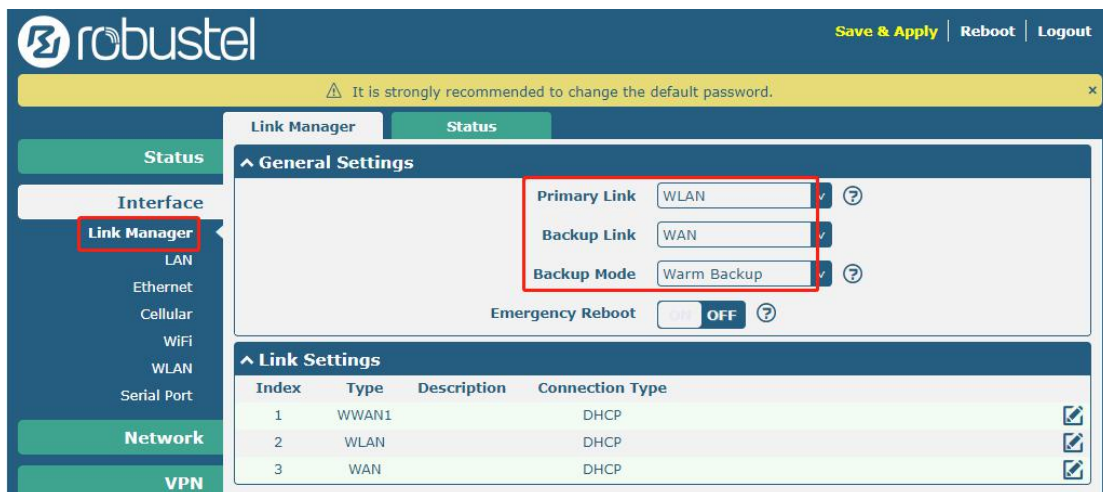 robustel
Save & Apply | Reboot | Logout
⚠ It is strongly recommended to change the default password. ×
Link Manager Status
Status
Interface
Link Manager
LAN
Ethernet
Cellular
WiFi
WLAN
Serial Port
Network
VPN
General Settings
Primary Link WLAN v ?
Backup Link WAN v
Backup Mode Warm Backup v ?
Emergency Reboot ON OFF ?
Link Settings
Index Type Description Connection Type
1 WWAN1 DHCP
2 WLAN DHCP
3 WAN DHCP